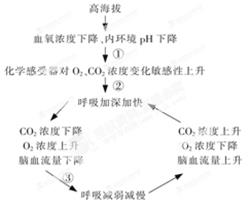 高海拔
血氧浓度下降、内环境pH下降
①
化学感受器对O₂、CO₂浓度变化敏感性上升
②
呼吸加深加快
CO₂浓度下降
O₂浓度上升
脑血流量下降
CO₂浓度上升
O₂浓度下降
脑血流量上升
③
呼吸减弱减慢